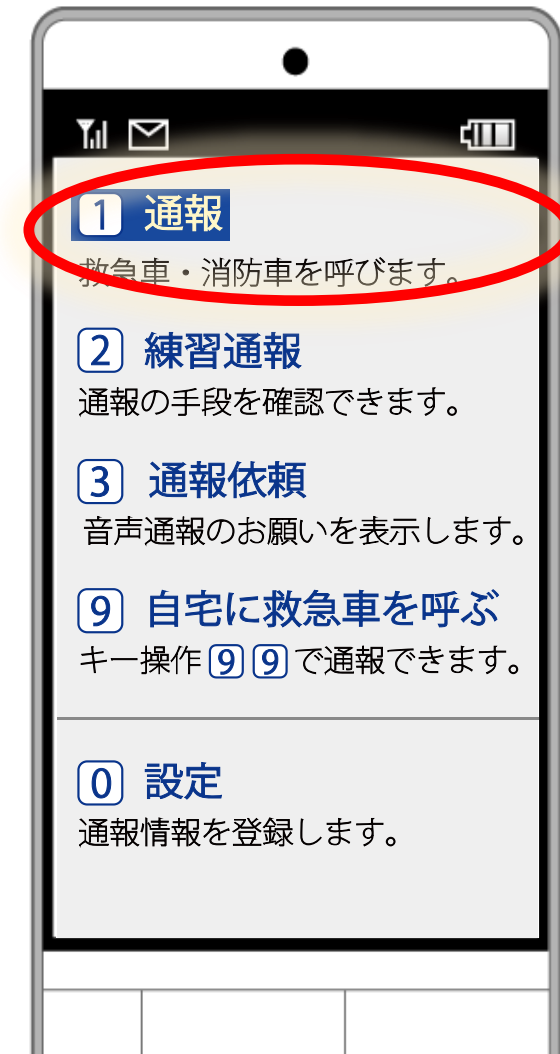 1 通報
救急車・消防車を呼びます。
2 練習通報
通報の手段を確認できます。
3 通報依頼
音声通報のお願いを表示します。
9 自宅に救急車を呼ぶ
キー操作99で通報できます。
0 設定
通報情報を登録します。